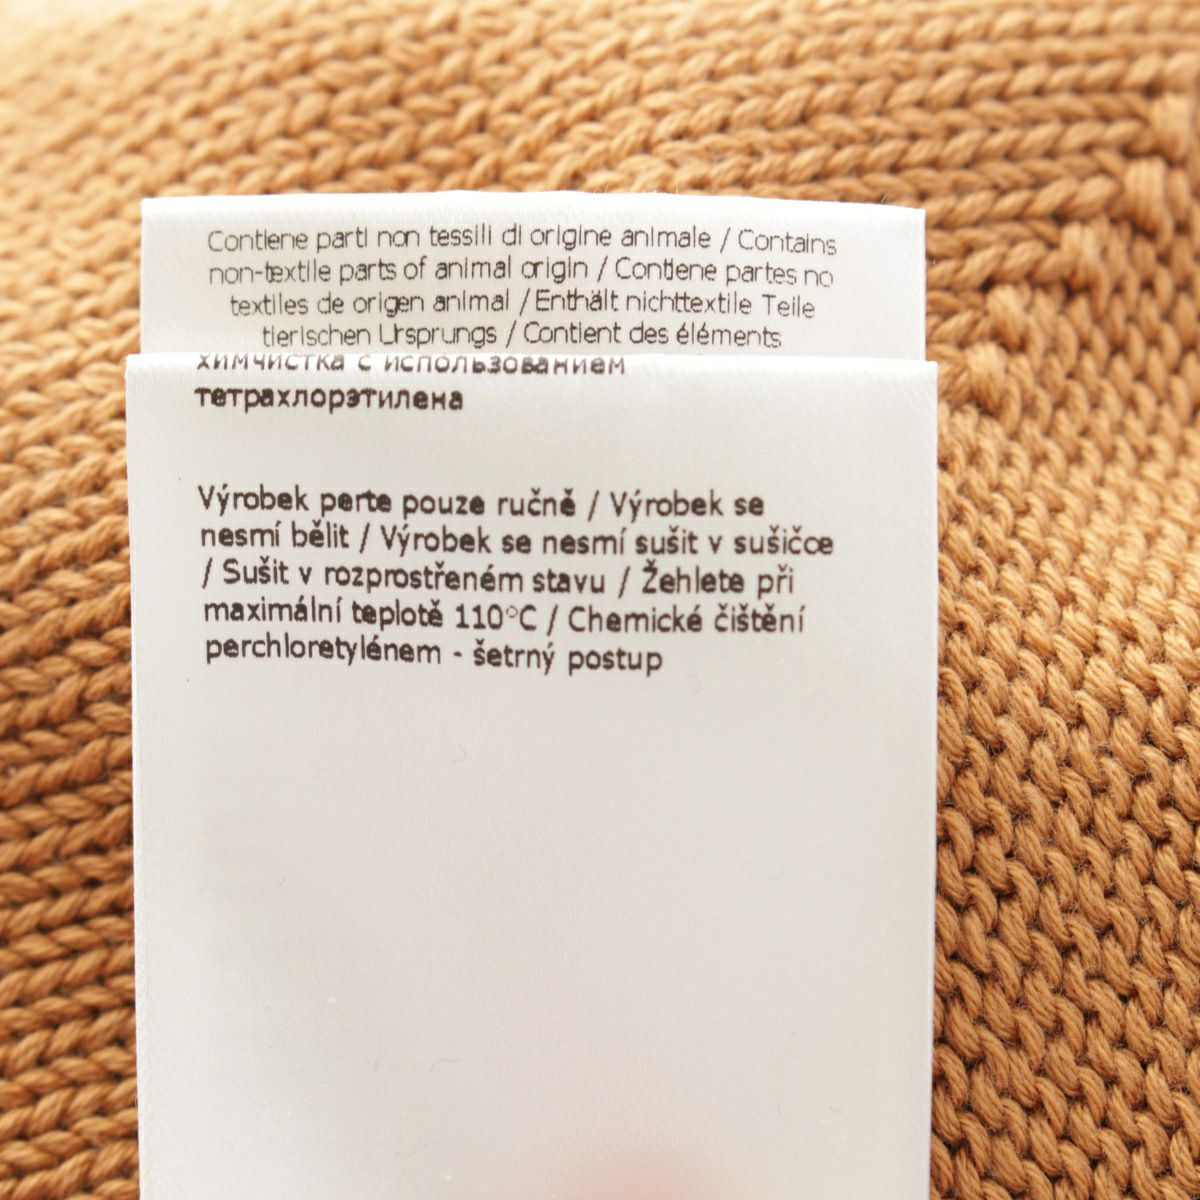 Contiene parti non tessili di origine animale / Contains
non-textile parts of animal origin / Contiene partes no
textiles de origen animal / Enthält nichttextile Teile
tierischen Ursprungs / Contient des éléments
химчистка с использованием
тетрахлорэтилена
Výrobek perte pouze ručně / Výrobek se
nesmí bělit / Výrobek se nesmí sušit v sušičce
/ Sušit v rozprostřeném stavu / Žehlete při
maximální teplotě 110°C / Chemické čištění
perchloretylénem - šetrný postup